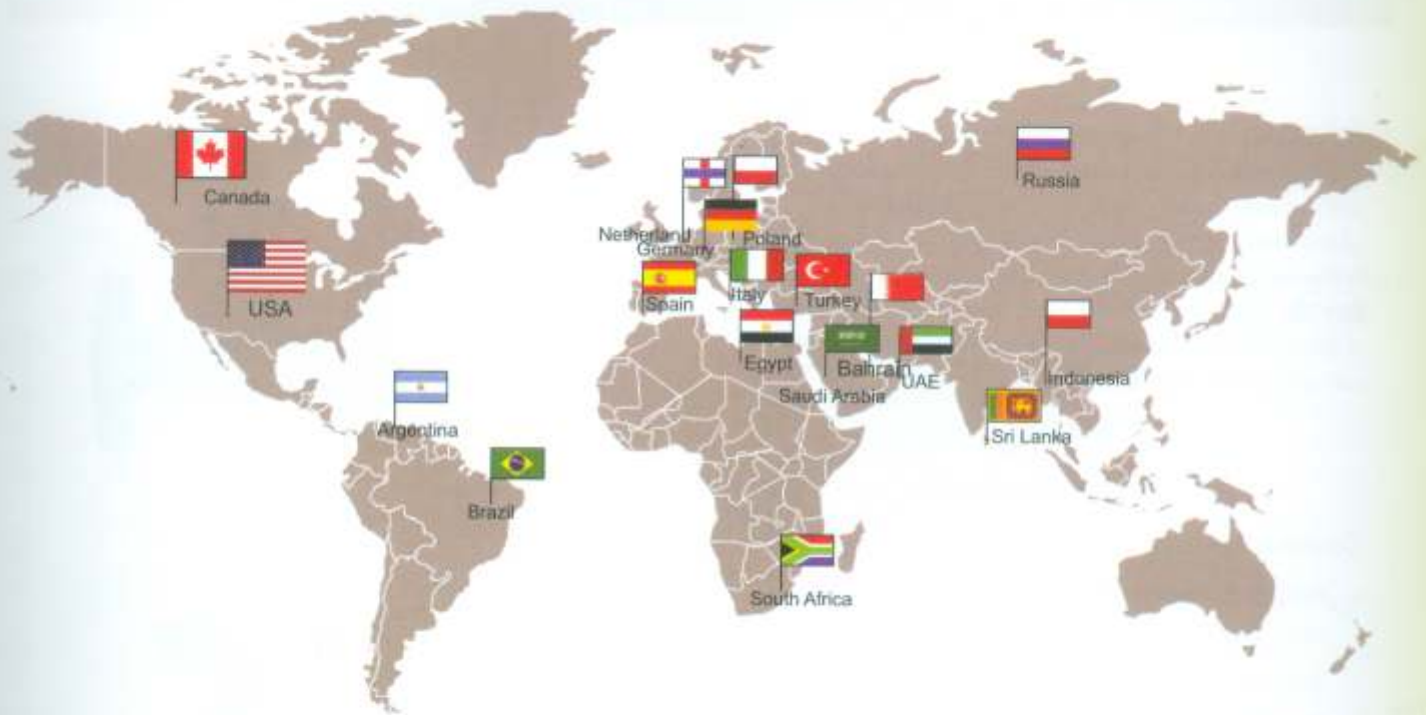 Canada
Russia
Netherland
Germany
Poland
USA
Spain
Italy
Turkey
Egypt
Bahrain
UAE
Saudi Arabia
Indonesia
Argentina
Sri Lanka
Brazil
South Africa